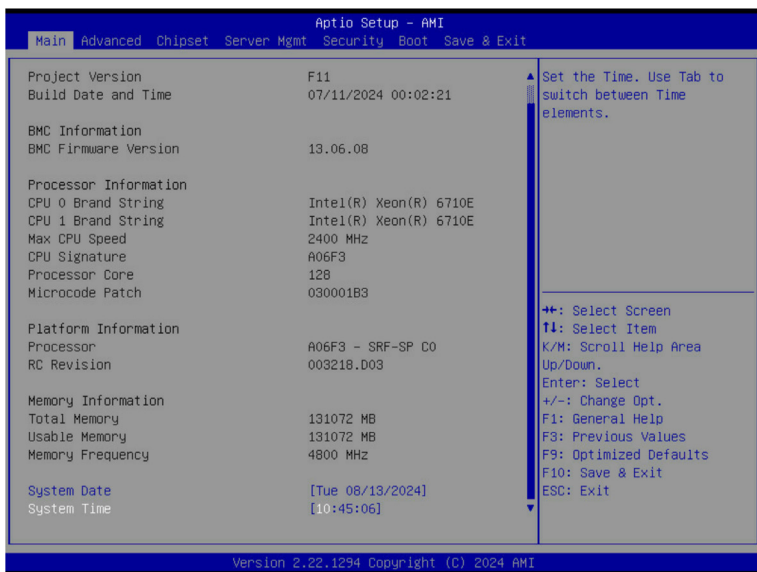 Aptio Setup – AMI
Main Advanced Chipset Server Mgmt Security Boot Save & Exit
Project Version F11
Build Date and Time 07/11/2024 00:02:21
BMC Information
BMC Firmware Version 13.06.08
Processor Information
CPU 0 Brand String Intel(R) Xeon(R) 6710E
CPU 1 Brand String Intel(R) Xeon(R) 6710E
Max CPU Speed 2400 MHz
CPU Signature A06F3
Processor Core 128
Microcode Patch 030001B3
Platform Information
Processor A06F3 - SRF-SP C0
RC Revision 003218.D03
Memory Information
Total Memory 131072 MB
Usable Memory 131072 MB
Memory Frequency 4800 MHz
System Date [Tue 08/13/2024]
System Time [10:45:06]
Set the Time. Use Tab to
switch between Time
elements.
→←: Select Screen
↑↓: Select Item
K/M: Scroll Help Area
Up/Down.
Enter: Select
+/-: Change Opt.
F1: General Help
F3: Previous Values
F9: Optimized Defaults
F10: Save & Exit
ESC: Exit
Version 2.22.1294 Copyright (C) 2024 AMI